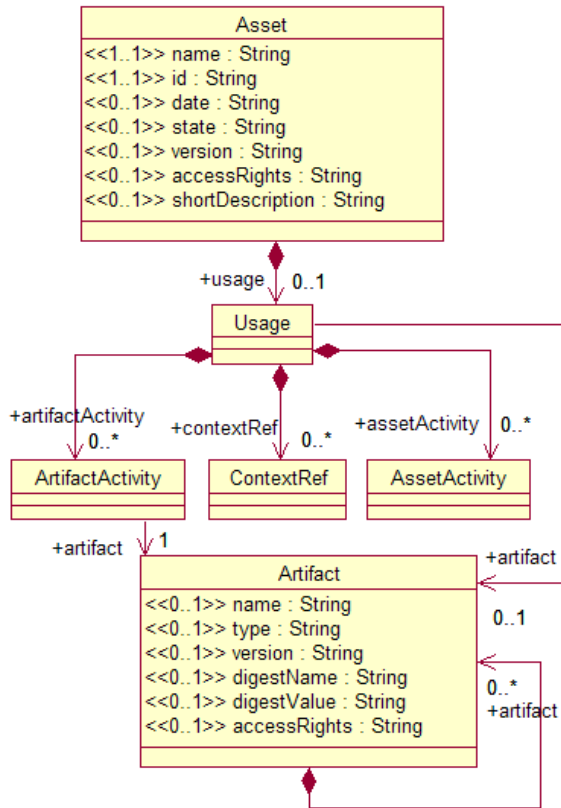 Asset
<<1..1>> name : String
<<1..1>> id : String
<<0..1>> date : String
<<0..1>> state : String
<<0..1>> version : String
<<0..1>> accessRights : String
<<0..1>> shortDescription : String
+usage 0..1
Usage
+artifactActivity
0..*
+contextRef
0..*
+assetActivity
0..*
ArtifactActivity
ContextRef
AssetActivity
+artifact 1
Artifact
<<0..1>> name : String
<<0..1>> type : String
<<0..1>> version : String
<<0..1>> digestName : String
<<0..1>> digestValue : String
<<0..1>> accessRights : String
+artifact
0..1
0..*
+artifact